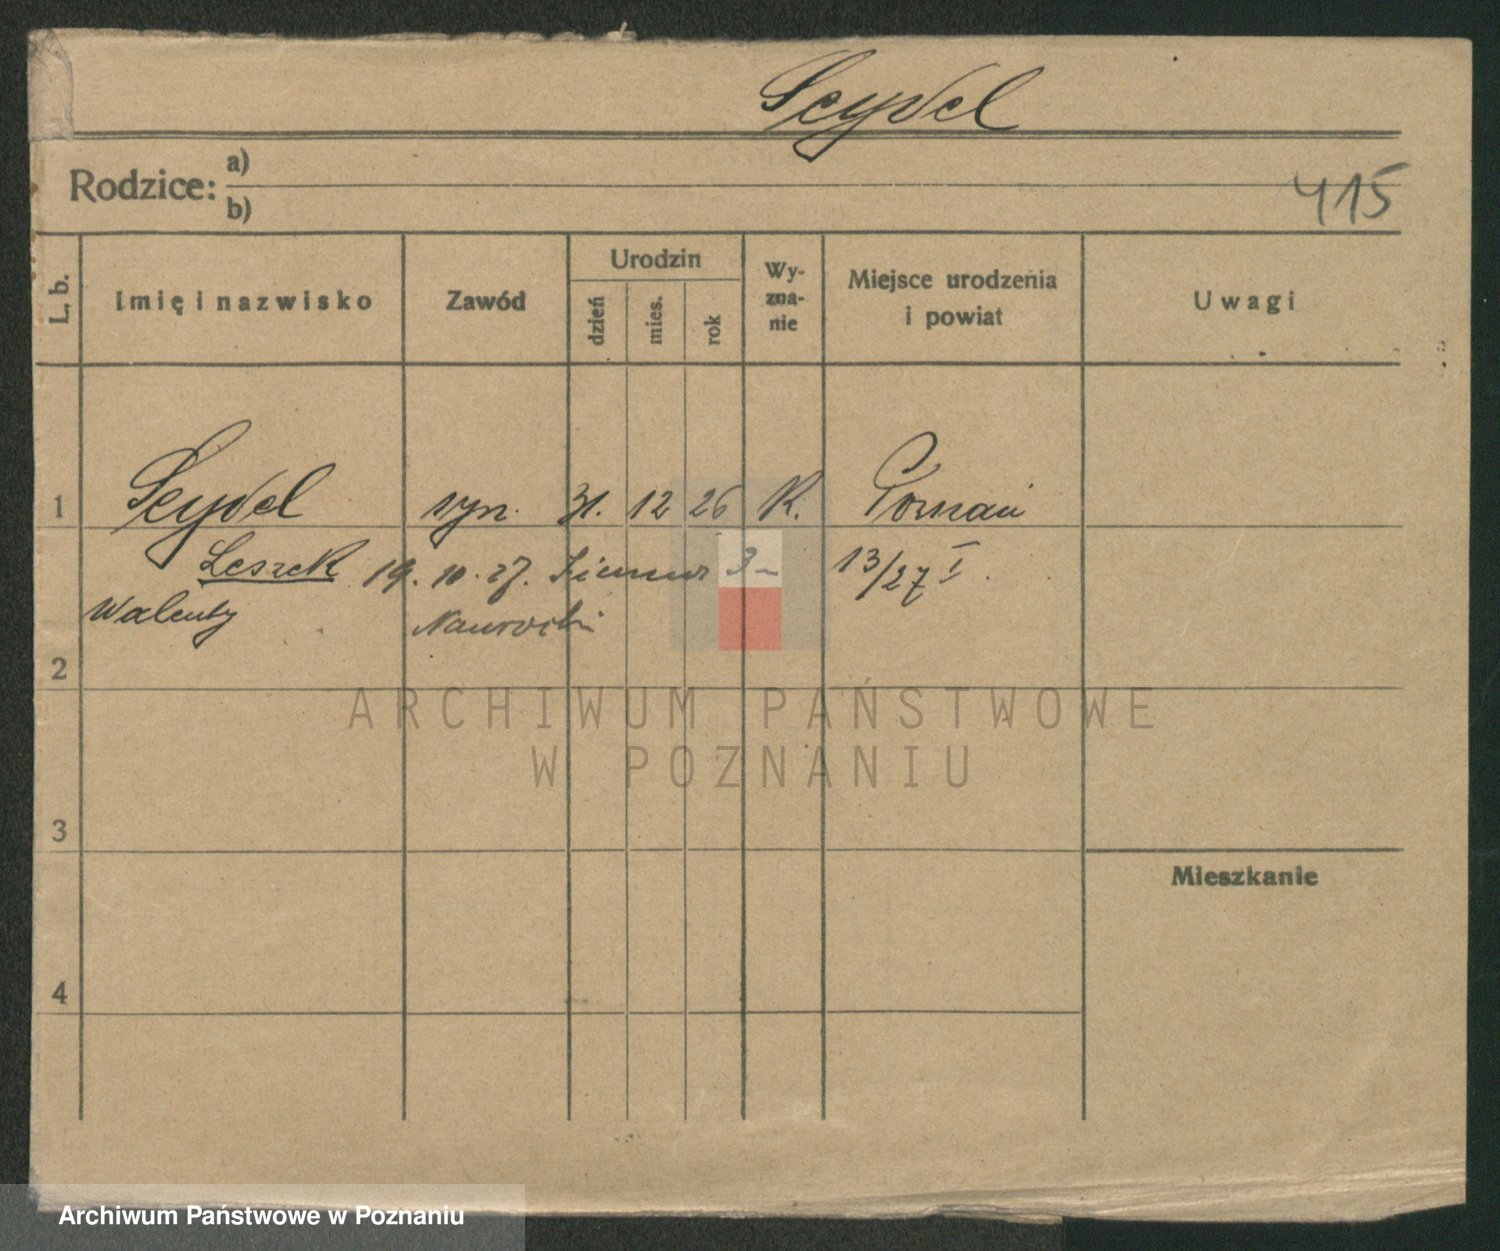 Seydel
Rodzice: a)
b)
415
L. b.
Imię i nazwisko
Zawód
Urodzin
dzień
mies.
rok
Wy-
zna-
nie
Miejsce urodzenia
i powiat
Uwagi
1 Seydel syn. 31. 12 26 K. Poznań
Leszek 19. 10. 27. 3- 13/27 I.
Walenty
2
ARCHIWUM PAŃSTWOWE
W POZNANIU
3
Mieszkanie
4
Archiwum Państwowe w Poznaniu